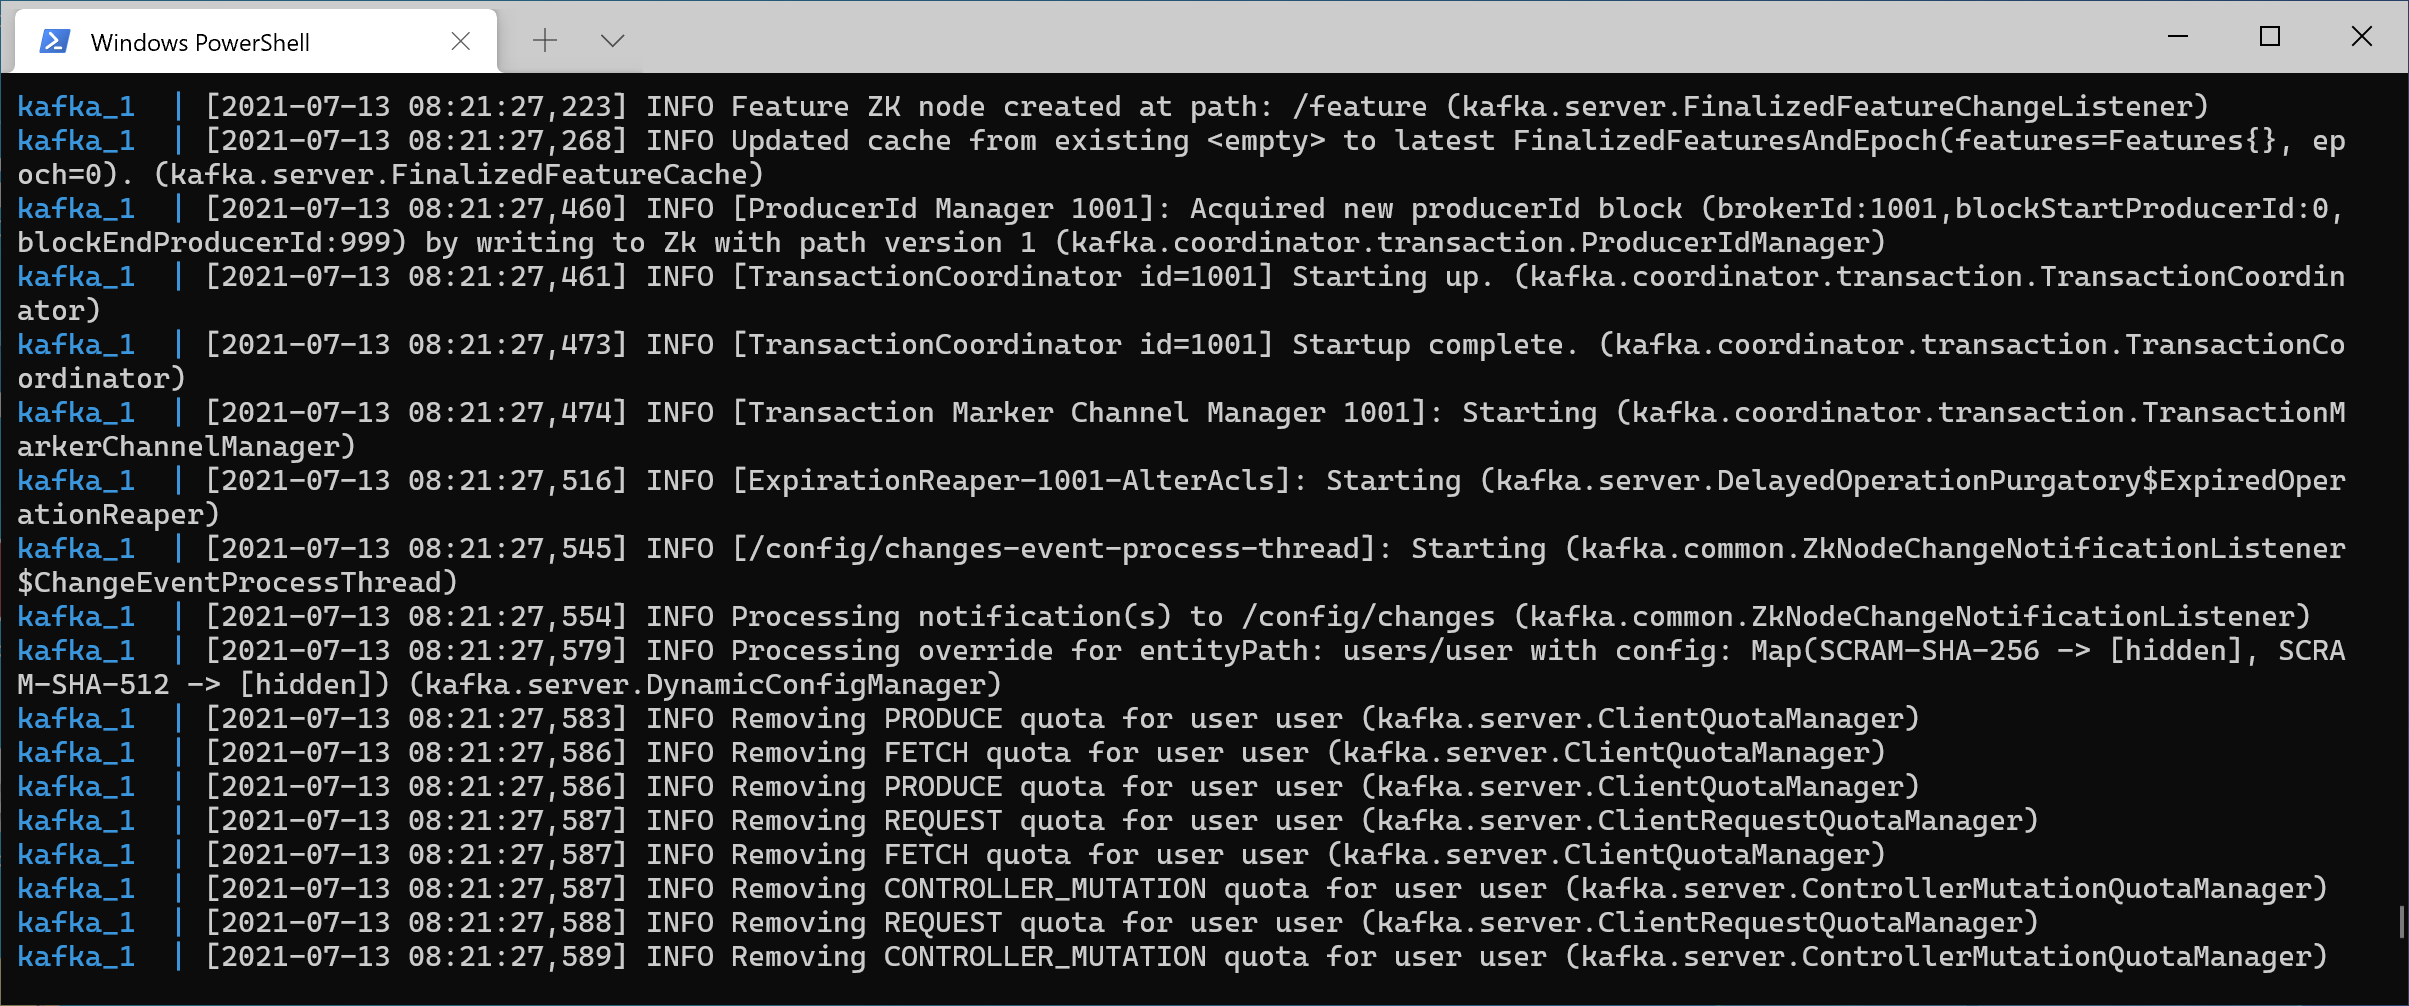 Windows PowerShell
kafka_1  | [2021-07-13 08:21:27,223] INFO Feature ZK node created at path: /feature (kafka.server.FinalizedFeatureChangeListener)
kafka_1  | [2021-07-13 08:21:27,268] INFO Updated cache from existing <empty> to latest FinalizedFeaturesAndEpoch(features=Features{}, ep
och=0). (kafka.server.FinalizedFeatureCache)
kafka_1  | [2021-07-13 08:21:27,460] INFO [ProducerId Manager 1001]: Acquired new producerId block (brokerId:1001,blockStartProducerId:0,
blockEndProducerId:999) by writing to Zk with path version 1 (kafka.coordinator.transaction.ProducerIdManager)
kafka_1  | [2021-07-13 08:21:27,461] INFO [TransactionCoordinator id=1001] Starting up. (kafka.coordinator.transaction.TransactionCoordin
ator)
kafka_1  | [2021-07-13 08:21:27,473] INFO [TransactionCoordinator id=1001] Startup complete. (kafka.coordinator.transaction.TransactionCo
ordinator)
kafka_1  | [2021-07-13 08:21:27,474] INFO [Transaction Marker Channel Manager 1001]: Starting (kafka.coordinator.transaction.TransactionM
arkerChannelManager)
kafka_1  | [2021-07-13 08:21:27,516] INFO [ExpirationReaper-1001-AlterAcls]: Starting (kafka.server.DelayedOperationPurgatory$ExpiredOper
ationReaper)
kafka_1  | [2021-07-13 08:21:27,545] INFO [/config/changes-event-process-thread]: Starting (kafka.common.ZkNodeChangeNotificationListener
$ChangeEventProcessThread)
kafka_1  | [2021-07-13 08:21:27,554] INFO Processing notification(s) to /config/changes (kafka.common.ZkNodeChangeNotificationListener)
kafka_1  | [2021-07-13 08:21:27,579] INFO Processing override for entityPath: users/user with config: Map(SCRAM-SHA-256 -> [hidden], SCRA
M-SHA-512 -> [hidden]) (kafka.server.DynamicConfigManager)
kafka_1  | [2021-07-13 08:21:27,583] INFO Removing PRODUCE quota for user user (kafka.server.ClientQuotaManager)
kafka_1  | [2021-07-13 08:21:27,586] INFO Removing FETCH quota for user user (kafka.server.ClientQuotaManager)
kafka_1  | [2021-07-13 08:21:27,586] INFO Removing PRODUCE quota for user user (kafka.server.ClientQuotaManager)
kafka_1  | [2021-07-13 08:21:27,587] INFO Removing REQUEST quota for user user (kafka.server.ClientRequestQuotaManager)
kafka_1  | [2021-07-13 08:21:27,587] INFO Removing FETCH quota for user user (kafka.server.ClientQuotaManager)
kafka_1  | [2021-07-13 08:21:27,587] INFO Removing CONTROLLER_MUTATION quota for user user (kafka.server.ControllerMutationQuotaManager)
kafka_1  | [2021-07-13 08:21:27,588] INFO Removing REQUEST quota for user user (kafka.server.ClientRequestQuotaManager)
kafka_1  | [2021-07-13 08:21:27,589] INFO Removing CONTROLLER_MUTATION quota for user user (kafka.server.ControllerMutationQuotaManager)